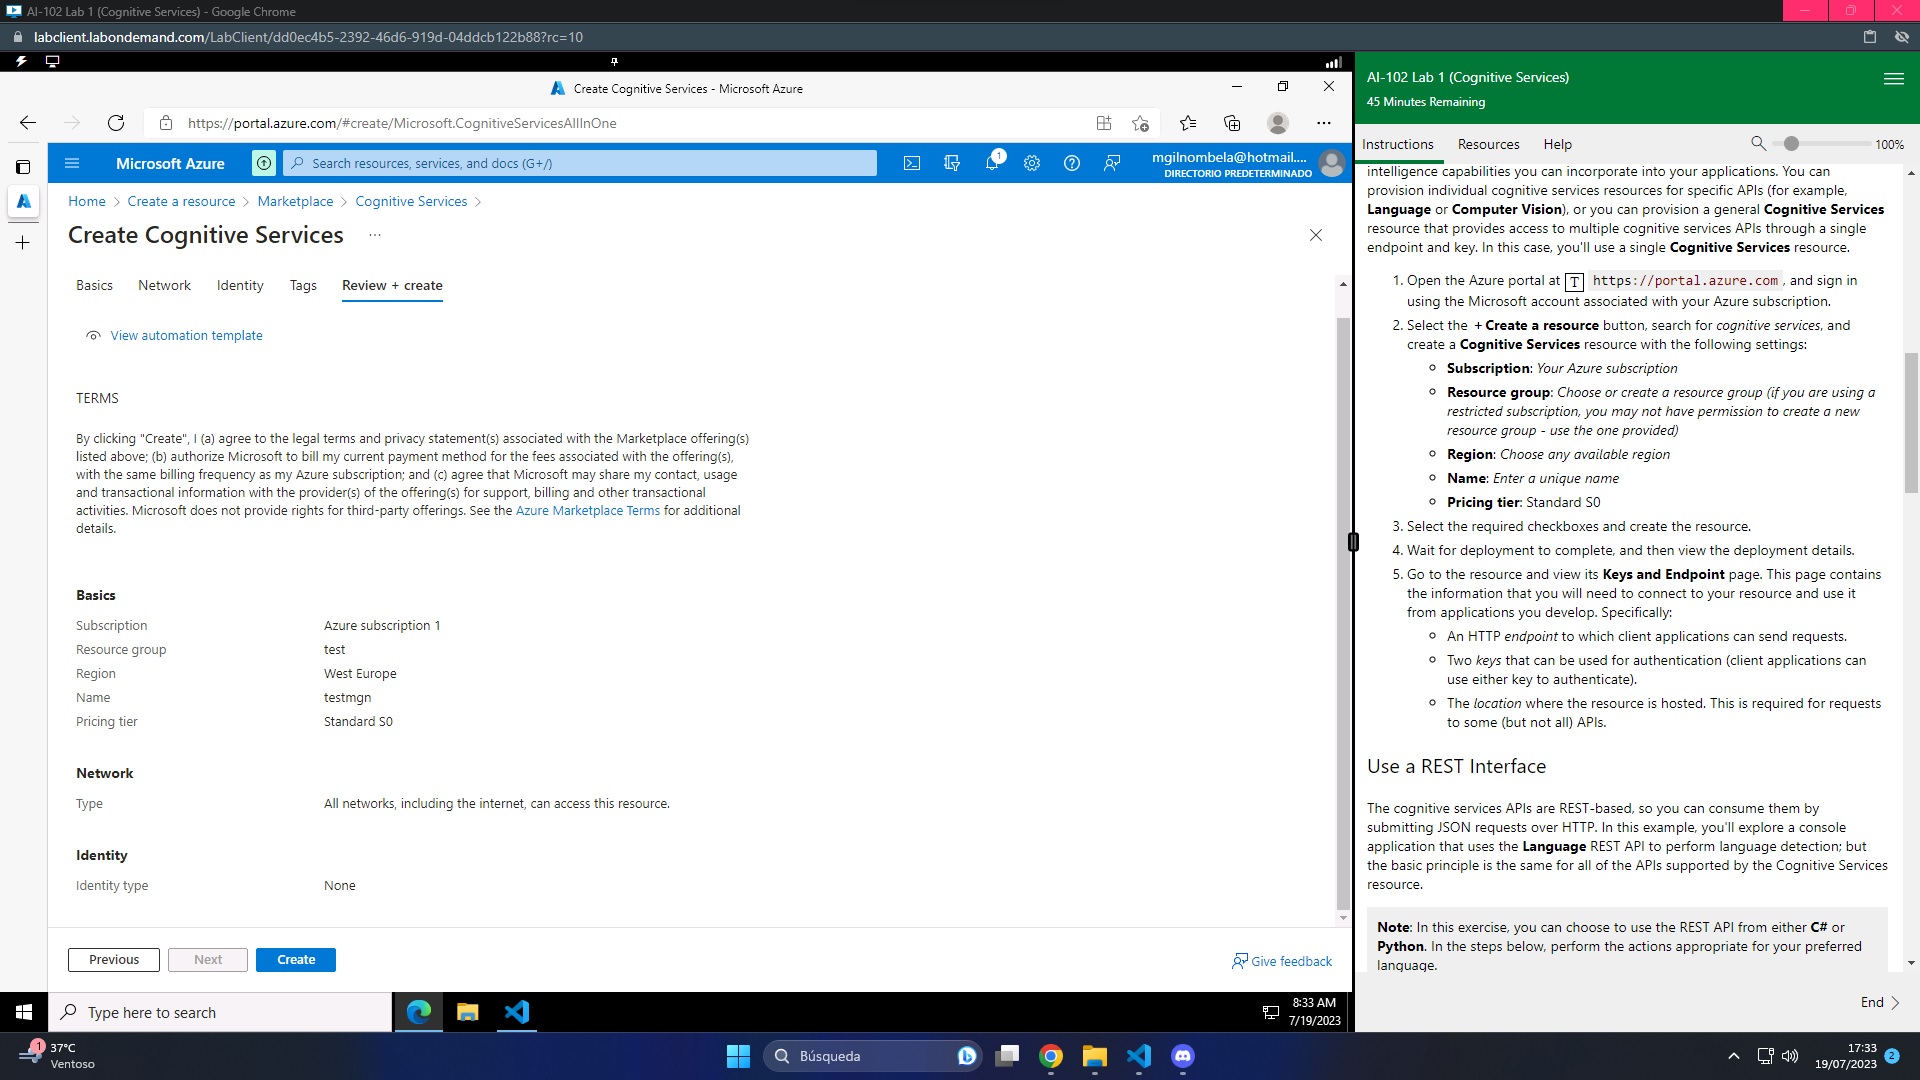 AI-102 Lab 1 (Cognitive Services) - Google Chrome
labclient.labondemand.com/LabClient/dd0ec4b5-2392-46d6-919d-04ddcb122b88?rc=10
Create Cognitive Services - Microsoft Azure
https://portal.azure.com/#create/Microsoft.CognitiveServicesAllInOne
Microsoft Azure
Search resources, services, and docs (G+/)
1
mgilnombela@hotmail....
DIRECTORIO PREDETERMINADO
Home > Create a resource > Marketplace > Cognitive Services >
Create Cognitive Services ...
Basics Network Identity Tags Review + create
View automation template
TERMS
By clicking "Create", I (a) agree to the legal terms and privacy statement(s) associated with the Marketplace offering(s)
listed above; (b) authorize Microsoft to bill my current payment method for the fees associated with the offering(s),
with the same billing frequency as my Azure subscription; and (c) agree that Microsoft may share my contact, usage
and transactional information with the provider(s) of the offering(s) for support, billing and other transactional
activities. Microsoft does not provide rights for third-party offerings. See the Azure Marketplace Terms for additional
details.
Basics
Subscription Azure subscription 1
Resource group test
Region West Europe
Name testmgn
Pricing tier Standard S0
Network
Type All networks, including the internet, can access this resource.
Identity
Identity type None
Previous Next Create
Give feedback
Type here to search
8:33 AM
7/19/2023
AI-102 Lab 1 (Cognitive Services)
45 Minutes Remaining
Instructions Resources Help
100%
intelligence capabilities you can incorporate into your applications. You can
provision individual cognitive services resources for specific APIs (for example,
Language or Computer Vision), or you can provision a general Cognitive Services
resource that provides access to multiple cognitive services APIs through a single
endpoint and key. In this case, you'll use a single Cognitive Services resource.
1. Open the Azure portal at T https://portal.azure.com, and sign in
using the Microsoft account associated with your Azure subscription.
2. Select the +Create a resource button, search for cognitive services, and
create a Cognitive Services resource with the following settings:
Subscription: Your Azure subscription
Resource group: Choose or create a resource group (if you are using a
restricted subscription, you may not have permission to create a new
resource group - use the one provided)
Region: Choose any available region
Name: Enter a unique name
Pricing tier: Standard S0
3. Select the required checkboxes and create the resource.
4. Wait for deployment to complete, and then view the deployment details.
5. Go to the resource and view its Keys and Endpoint page. This page contains
the information that you will need to connect to your resource and use it
from applications you develop. Specifically:
An HTTP endpoint to which client applications can send requests.
Two keys that can be used for authentication (client applications can
use either key to authenticate).
The location where the resource is hosted. This is required for requests
to some (but not all) APIs.
Use a REST Interface
The cognitive services APIs are REST-based, so you can consume them by
submitting JSON requests over HTTP. In this example, you'll explore a console
application that uses the Language REST API to perform language detection; but
the basic principle is the same for all of the APIs supported by the Cognitive Services
resource.
Note: In this exercise, you can choose to use the REST API from either C# or
Python. In the steps below, perform the actions appropriate for your preferred
language.
End >
1
37°C
Ventoso
Búsqueda
17:33
19/07/2023
2